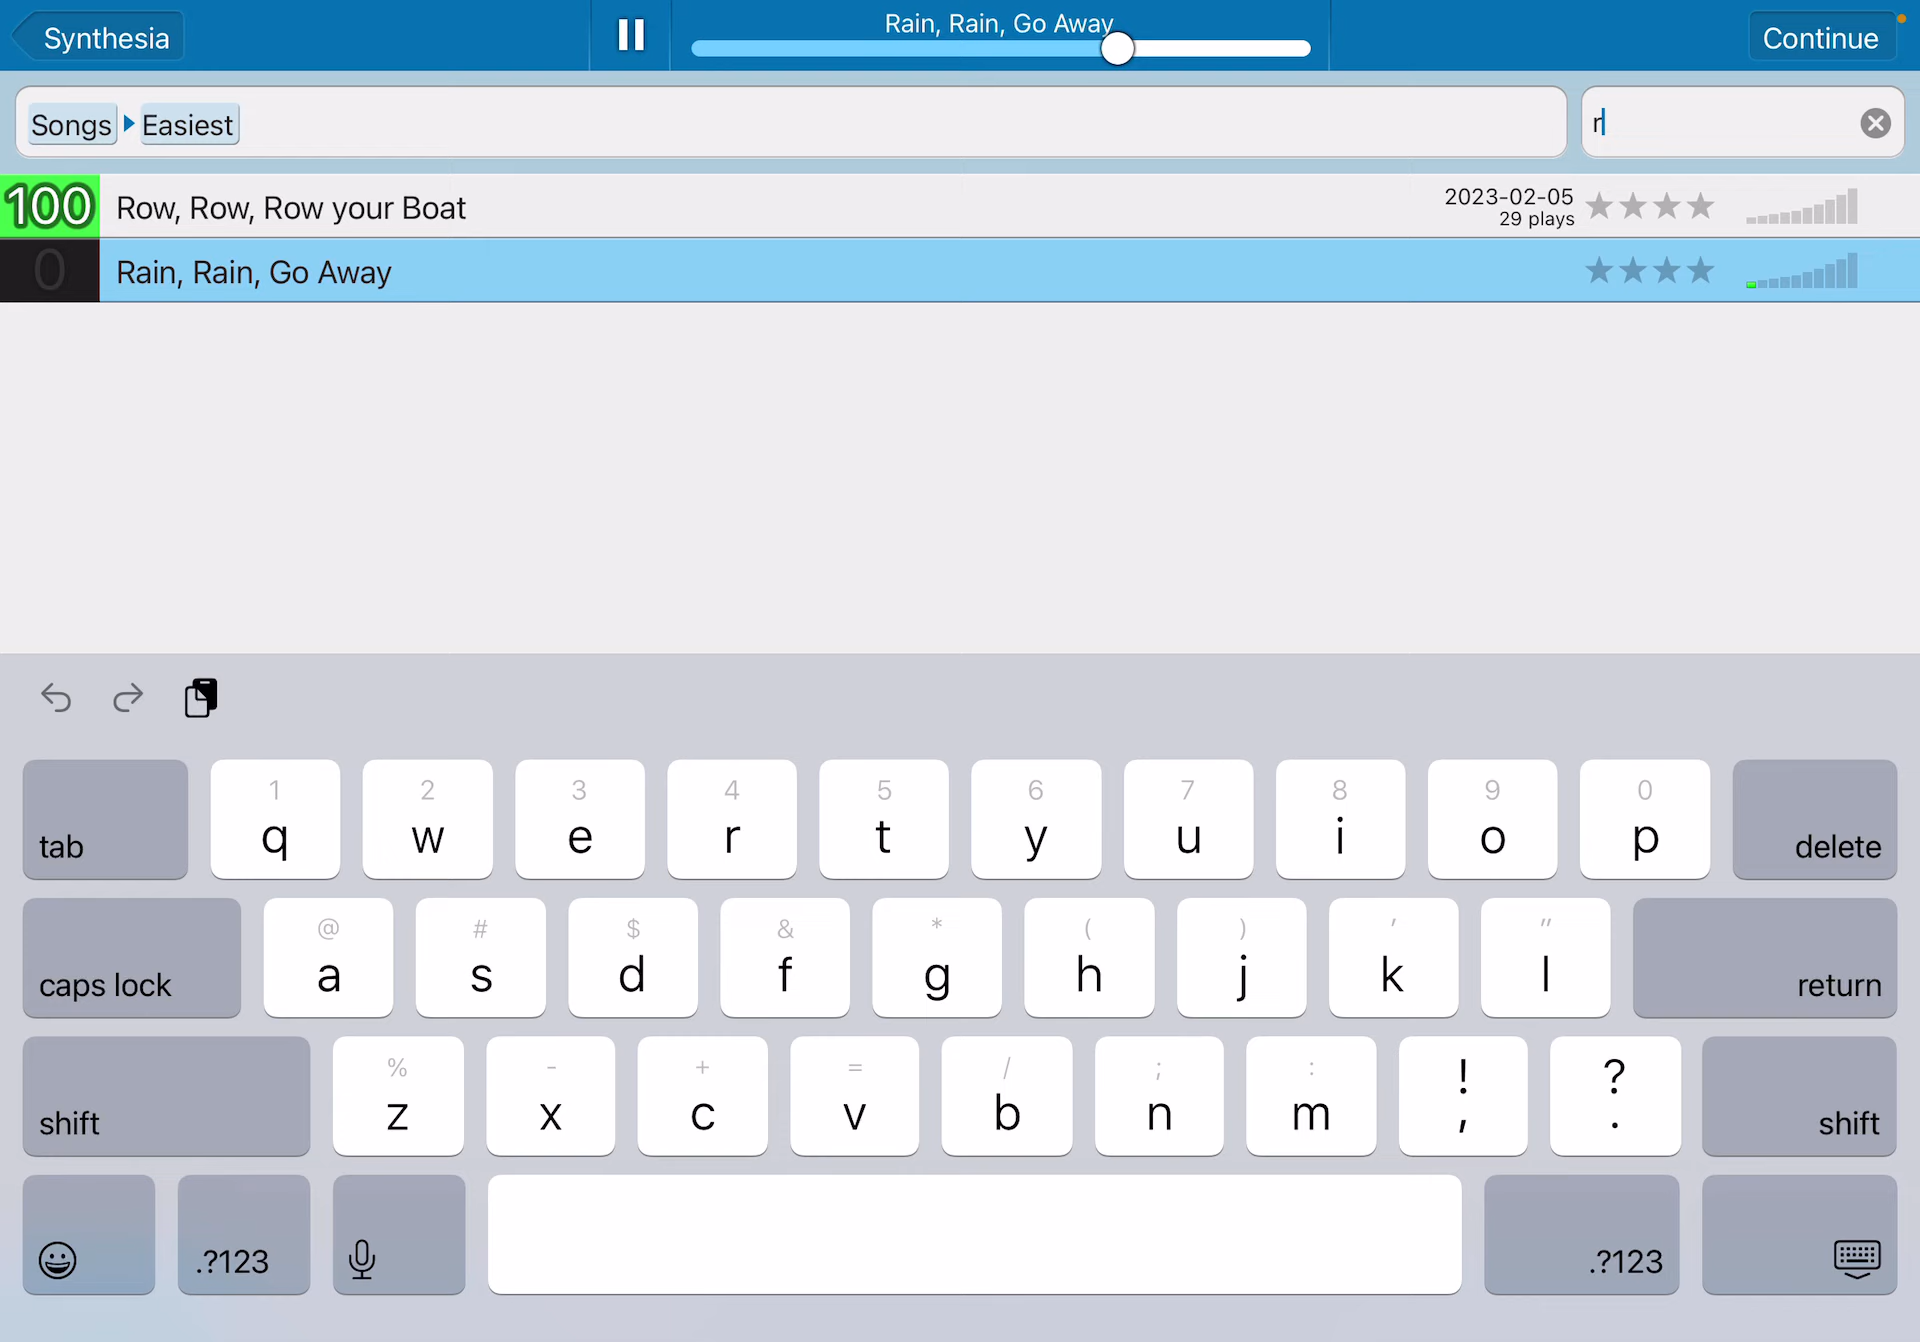 Synthesia
Rain, Rain, Go Away
Continue
Songs Easiest
r
100 Row, Row, Row your Boat 2023-02-05
29 plays
0 Rain, Rain, Go Away
tab 1 q 2 w 3 e 4 r 5 t 6 y 7 u 8 i 9 o 0 p delete
caps lock @ a # s $ d & f * g ( h ) j ' k " l return
shift % z - x + c = v / b ; n : m ! , ? . shift
.?123 .?123